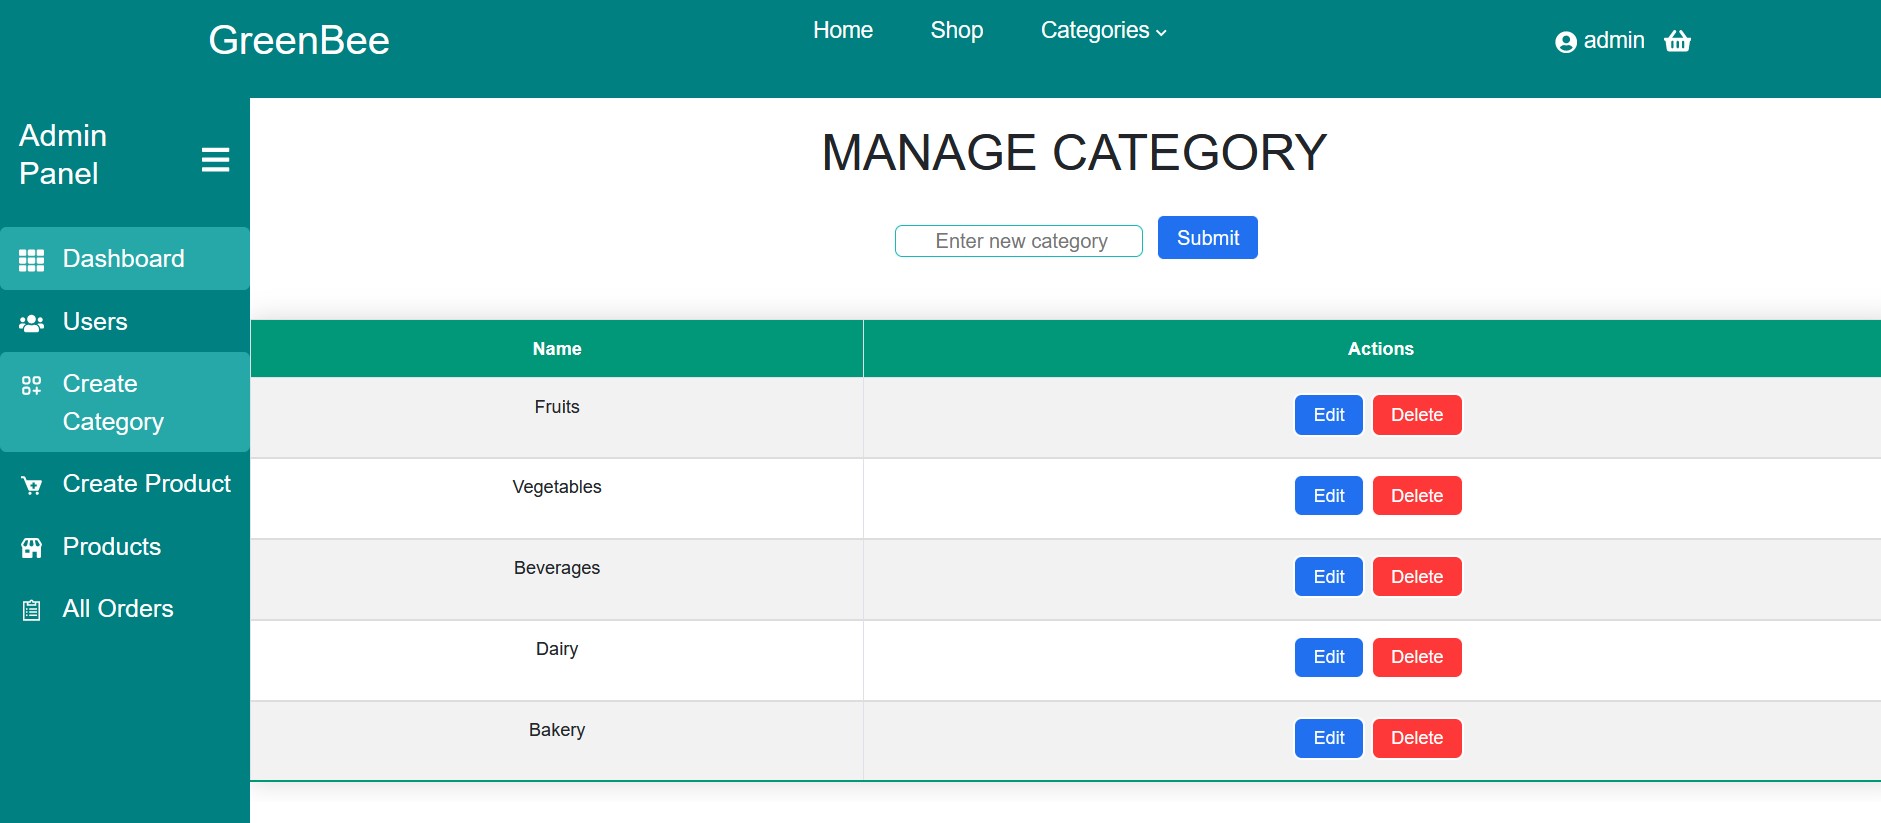 GreenBee
Home Shop Categories
admin
Admin
Panel
Dashboard
Users
Create
Category
Create Product
Products
All Orders
MANAGE CATEGORY
Enter new category Submit
Name Actions
Fruits Edit Delete
Vegetables Edit Delete
Beverages Edit Delete
Dairy Edit Delete
Bakery Edit Delete